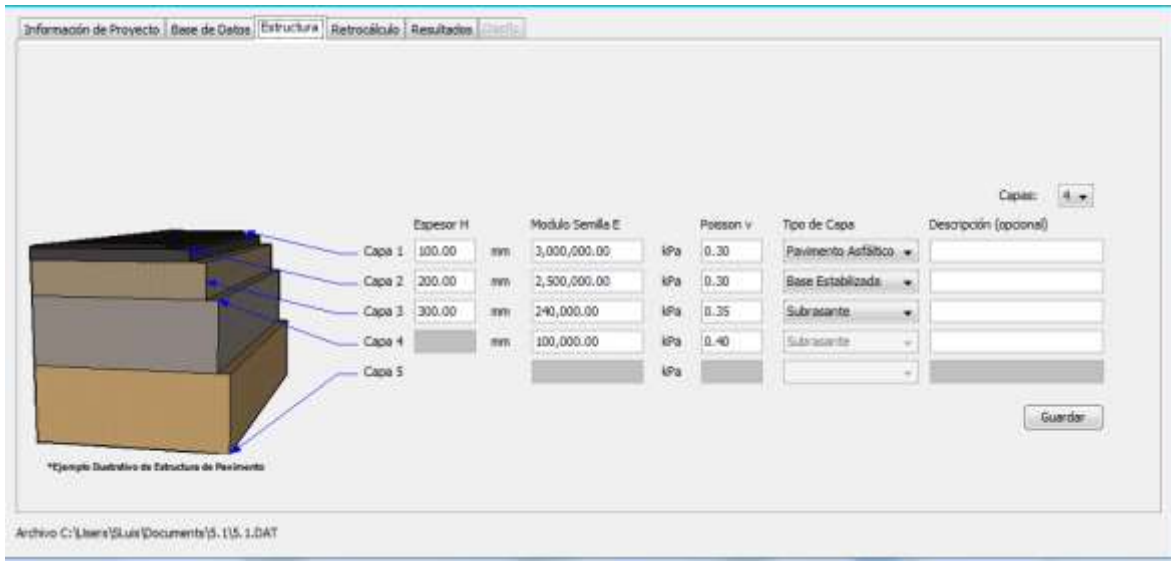 Información de Proyecto Base de Datos Estructura Retrocálculo Resultados
Capas: 4
Espesor H Modulo Semilla E Poisson v Tipo de Capa Descripción (opcional)
Capa 1 100.00 mm 3,000,000.00 kPa 0.30 Pavimento Asfáltico
Capa 2 200.00 mm 2,500,000.00 kPa 0.30 Base Estabilizada
Capa 3 300.00 mm 240,000.00 kPa 0.35 Subrasante
Capa 4 mm 100,000.00 kPa 0.40 Subrasante
Capa 5 kPa
Guardar
*Ejemplo Ilustrativo de Estructura de Pavimento
Archivo C:\Users\SLuis\Documents\5.1\5.1.DAT